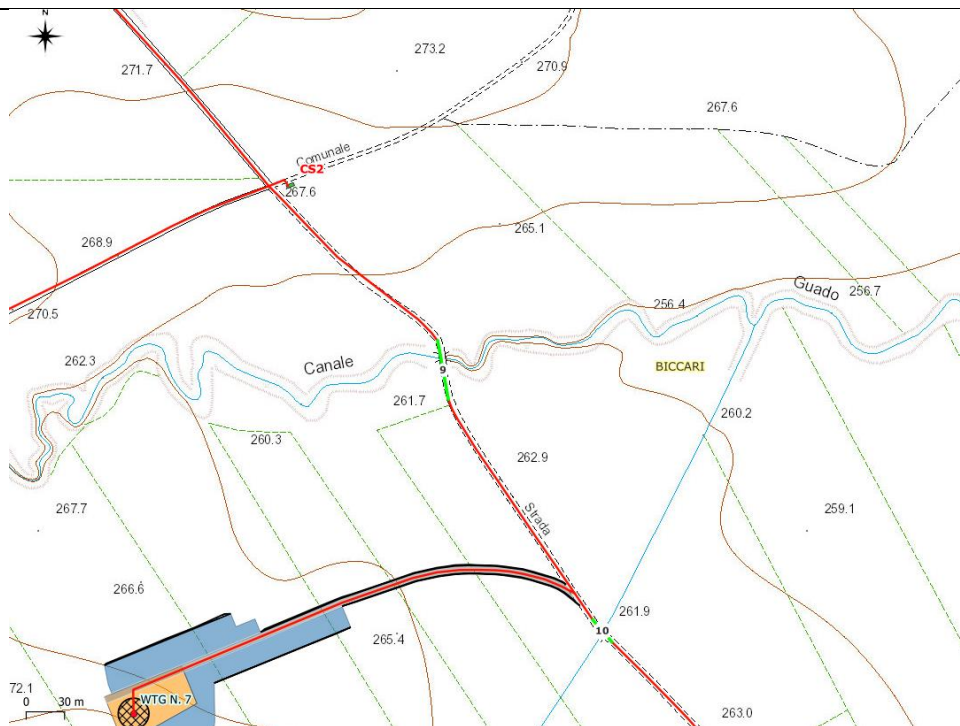 N
273.2
271.7
270.9
267.6
Comunale
CS2
267.6
265.1
268.9
Guado
256.7
256.4
270.5
Canale
262.3
9
BICCARI
261.7
260.2
260.3
262.9
267.7
259.1
Strada
266.6
261.9
10
265.4
72.1
WTG N. 7
0 30 m
263.0